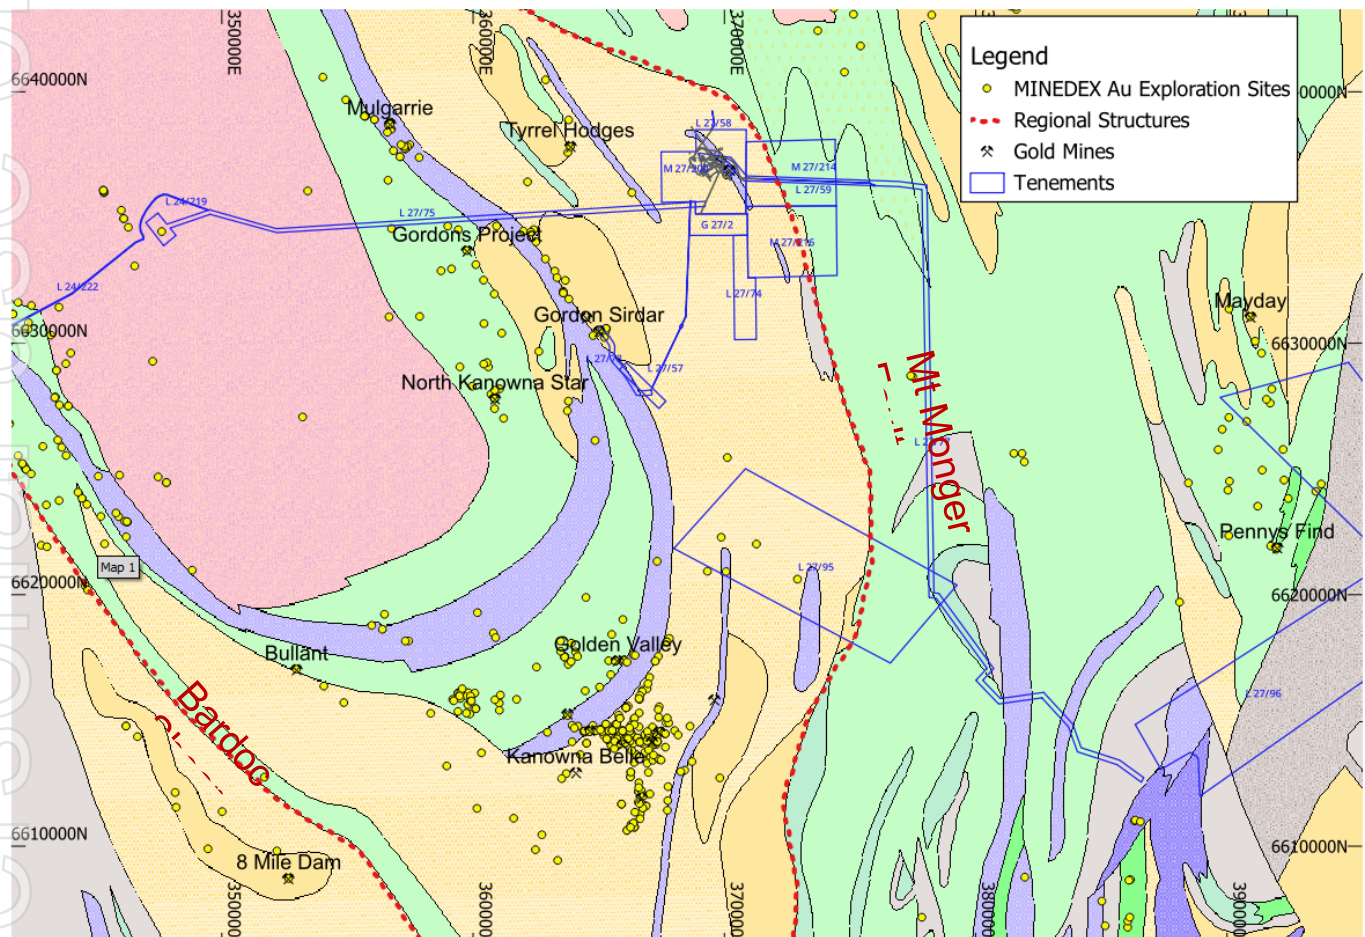 350000E
360000E
370000E
Legend
MINEDEX Au Exploration Sites
Regional Structures
Gold Mines
Tenements
6640000N
Mulgarrie
Tyrrel Hodges
L 27/58
M 27/214
L 27/59
L 24/219
L 27/75
G 27/2
Gordons Project
L 24/222
L 27/74
Mayday
6630000N
6630000N
Gordon Sirdar
L 27/57
North Kanowna Star
Mt Monger
Pennys Find
Map 1
6620000N
6620000N
L 27/95
Golden Valley
Bullant
L 27/96
Bardoc
Kanowna Belle
6610000N
6610000N
8 Mile Dam
350000
360000
370000
380000
390000